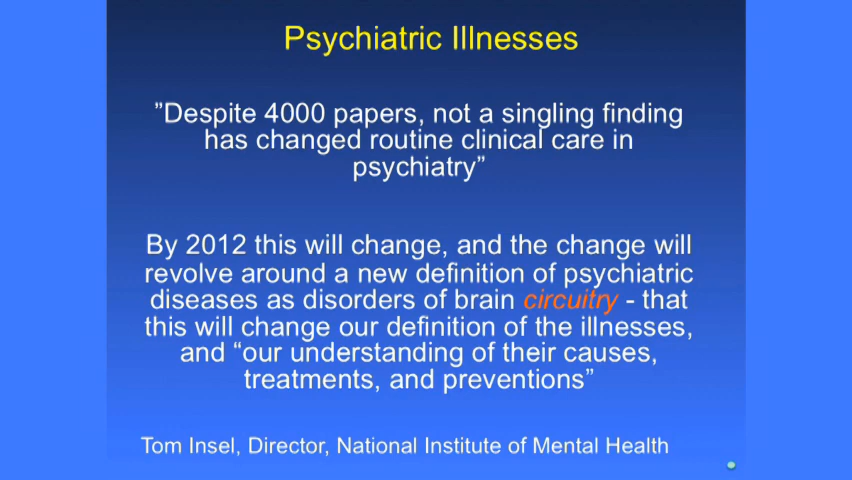 Psychiatric Illnesses
”Despite 4000 papers, not a singling finding
has changed routine clinical care in
psychiatry”
By 2012 this will change, and the change will
revolve around a new definition of psychiatric
diseases as disorders of brain circuitry - that
this will change our definition of the illnesses,
and “our understanding of their causes,
treatments, and preventions”
Tom Insel, Director, National Institute of Mental Health